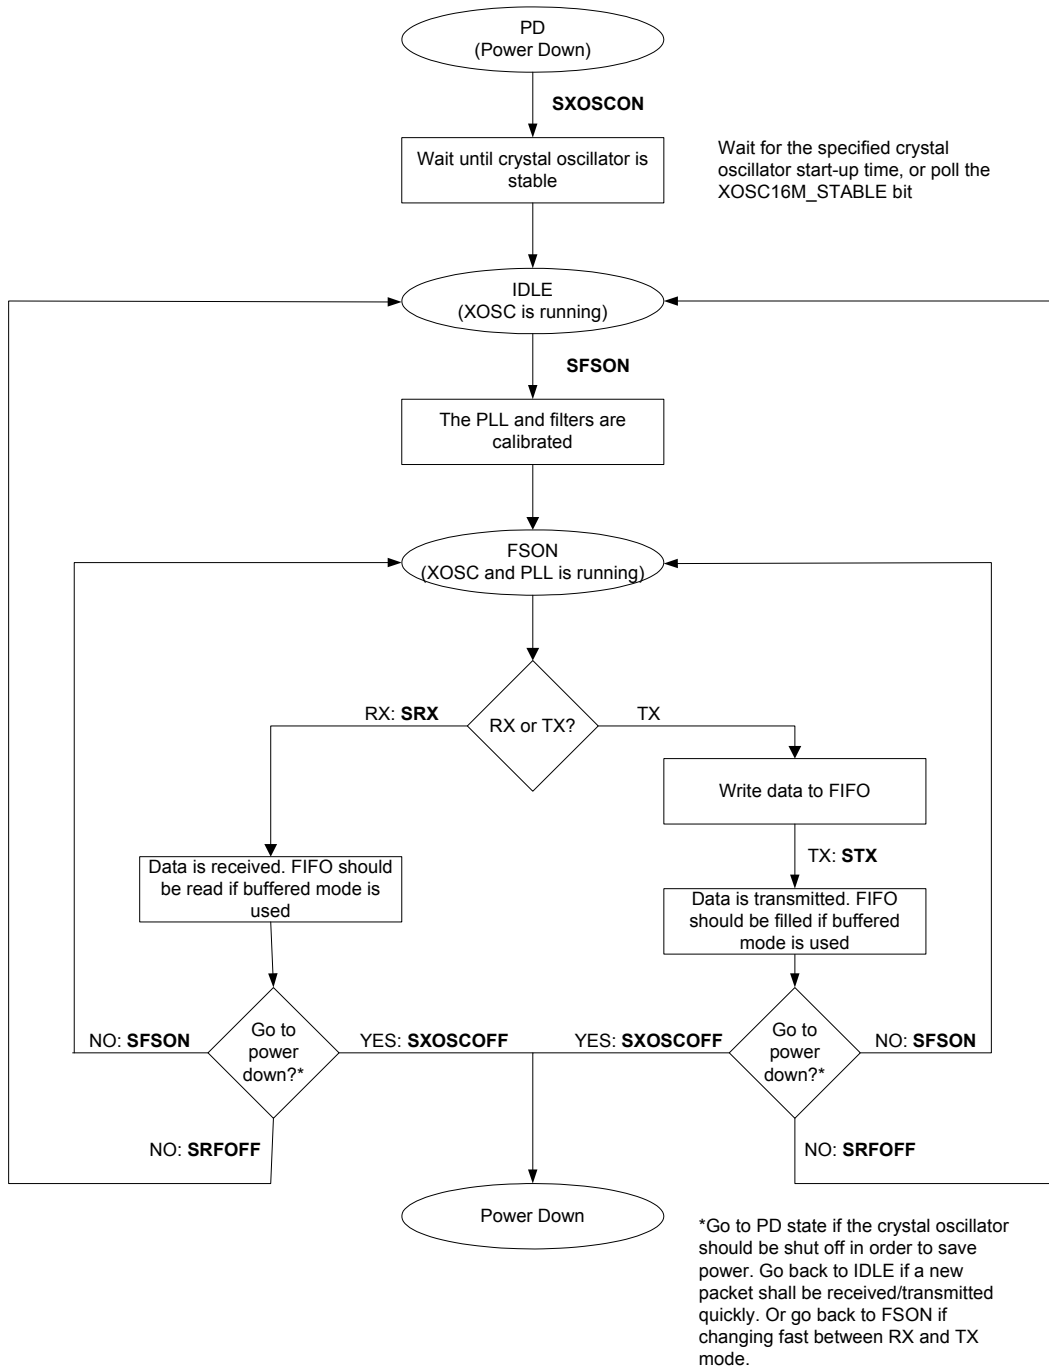 PD
(Power Down)
SXOSCON
Wait until crystal oscillator is
stable
Wait for the specified crystal
oscillator start-up time, or poll the
XOSC16M_STABLE bit
IDLE
(XOSC is running)
SFSON
The PLL and filters are
calibrated
FSON
(XOSC and PLL is running)
RX: SRX
RX or TX?
TX
Write data to FIFO
TX: STX
Data is received. FIFO should
be read if buffered mode is
used
Data is transmitted. FIFO
should be filled if buffered
mode is used
NO: SFSON
Go to
power
down?*
YES: SXOSCOFF
YES: SXOSCOFF
Go to
power
down?*
NO: SFSON
NO: SRFOFF
NO: SRFOFF
Power Down
*Go to PD state if the crystal oscillator
should be shut off in order to save
power. Go back to IDLE if a new
packet shall be received/transmitted
quickly. Or go back to FSON if
changing fast between RX and TX
mode.